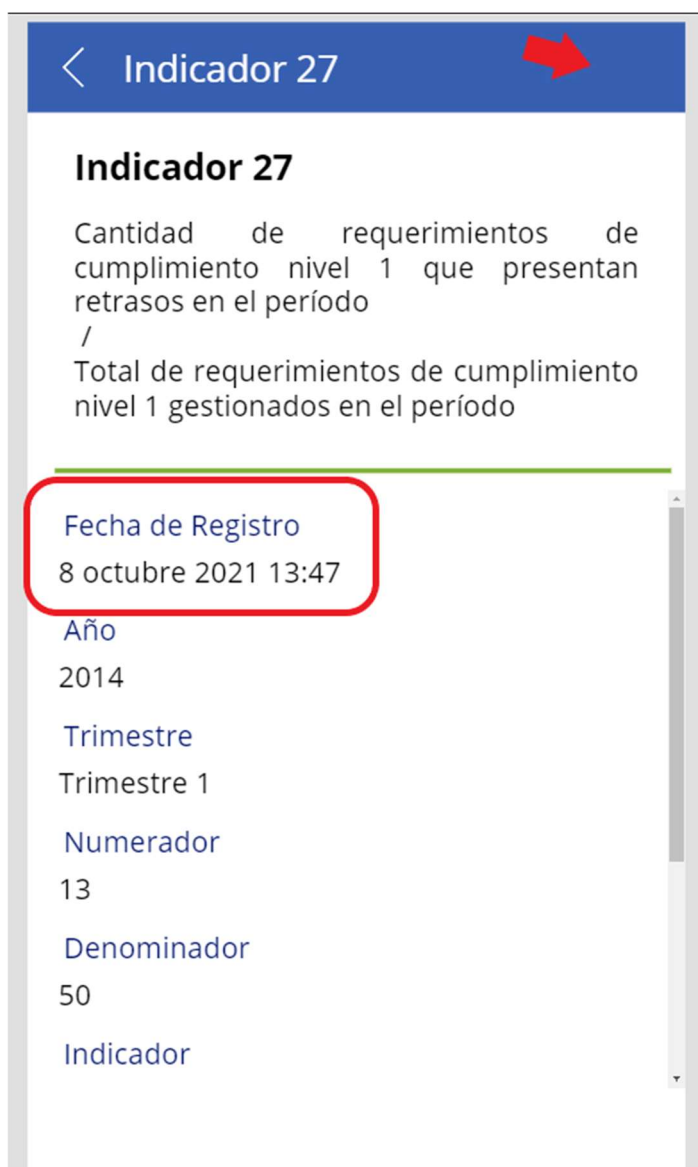 Indicador 27
Indicador 27
Cantidad de requerimientos de
cumplimiento nivel 1 que presentan
retrasos en el período
/
Total de requerimientos de cumplimiento
nivel 1 gestionados en el período
Fecha de Registro
8 octubre 2021 13:47
Año
2014
Trimestre
Trimestre 1
Numerador
13
Denominador
50
Indicador